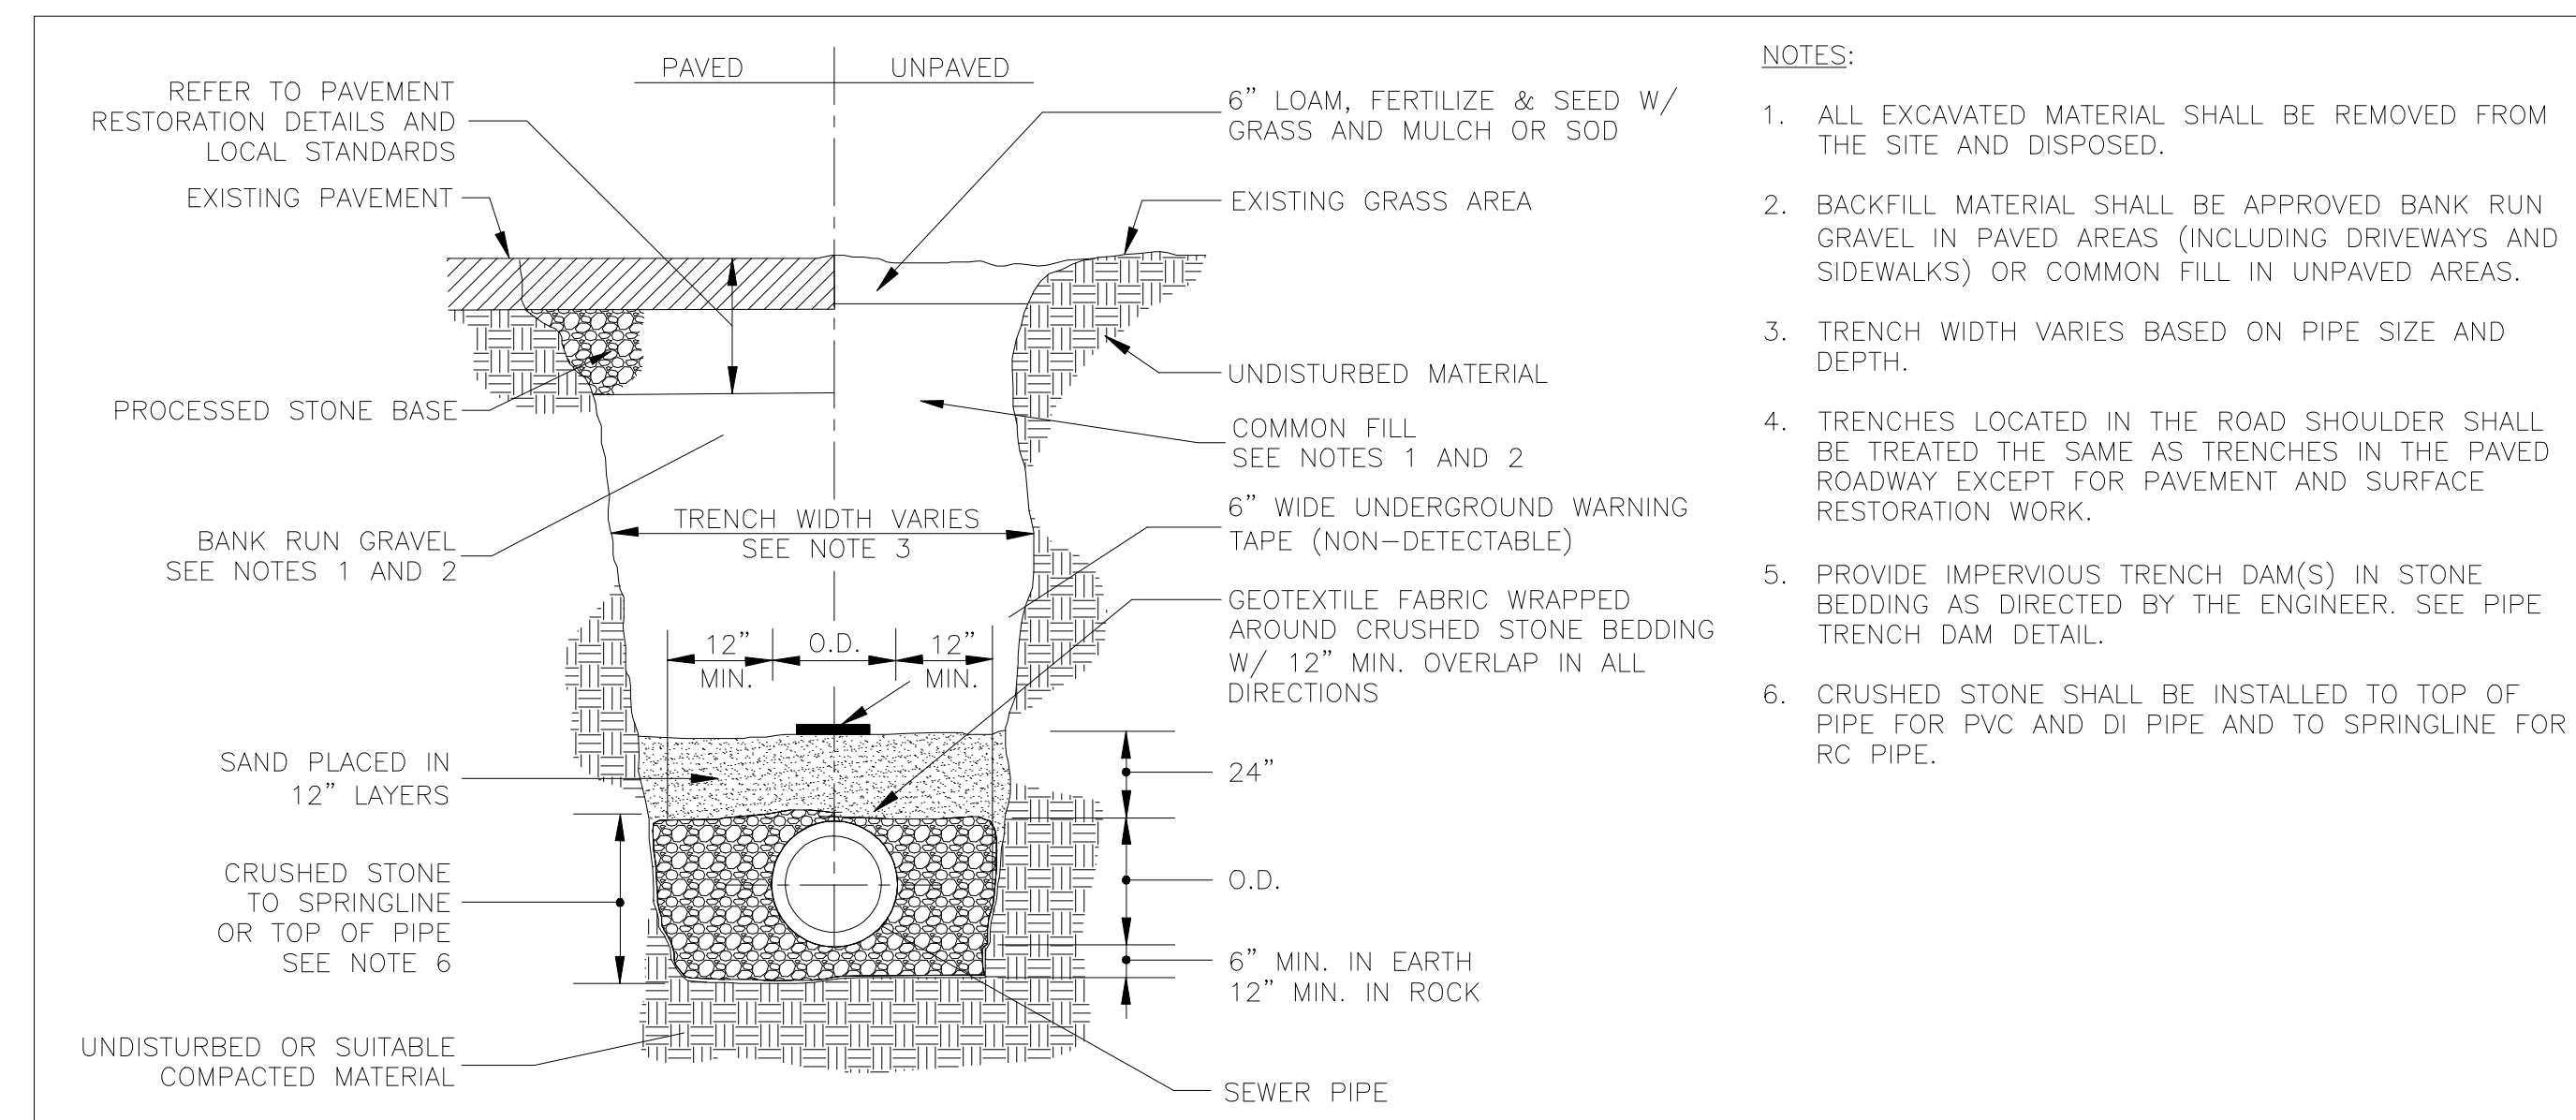 PAVED
UNPAVED
REFER TO PAVEMENT
RESTORATION DETAILS AND
LOCAL STANDARDS
EXISTING PAVEMENT
PROCESSED STONE BASE
BANK RUN GRAVEL
SEE NOTES 1 AND 2
SAND PLACED IN
12" LAYERS
CRUSHED STONE
TO SPRINGLINE
OR TOP OF PIPE
SEE NOTE 6
UNDISTURBED OR SUITABLE
COMPACTED MATERIAL
TRENCH WIDTH VARIES
SEE NOTE 3
12"
MIN.
O.D.
12"
MIN.
6" LOAM, FERTILIZE & SEED W/
GRASS AND MULCH OR SOD
EXISTING GRASS AREA
UNDISTURBED MATERIAL
COMMON FILL
SEE NOTES 1 AND 2
6" WIDE UNDERGROUND WARNING
TAPE (NON-DETECTABLE)
GEOTEXTILE FABRIC WRAPPED
AROUND CRUSHED STONE BEDDING
W/ 12" MIN. OVERLAP IN ALL
DIRECTIONS
24"
O.D.
6" MIN. IN EARTH
12" MIN. IN ROCK
SEWER PIPE
NOTES:
1. ALL EXCAVATED MATERIAL SHALL BE REMOVED FROM
THE SITE AND DISPOSED.
2. BACKFILL MATERIAL SHALL BE APPROVED BANK RUN
GRAVEL IN PAVED AREAS (INCLUDING DRIVEWAYS AND
SIDEWALKS) OR COMMON FILL IN UNPAVED AREAS.
3. TRENCH WIDTH VARIES BASED ON PIPE SIZE AND
DEPTH.
4. TRENCHES LOCATED IN THE ROAD SHOULDER SHALL
BE TREATED THE SAME AS TRENCHES IN THE PAVED
ROADWAY EXCEPT FOR PAVEMENT AND SURFACE
RESTORATION WORK.
5. PROVIDE IMPERVIOUS TRENCH DAM(S) IN STONE
BEDDING AS DIRECTED BY THE ENGINEER. SEE PIPE
TRENCH DAM DETAIL.
6. CRUSHED STONE SHALL BE INSTALLED TO TOP OF
PIPE FOR PVC AND DI PIPE AND TO SPRINGLINE FOR
RC PIPE.